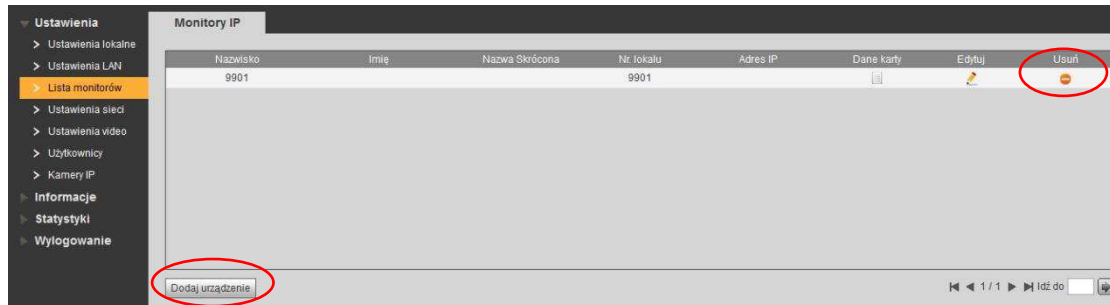 Ustawienia
Ustawienia lokalne
Ustawienia LAN
Lista monitorów
Ustawienia sieci
Ustawienia video
Użytkownicy
Kamery IP
Informacje
Statystyki
Wylogowanie
Monitory IP
Nazwisko Imię Nazwa Skrócona Nr. lokalu Adres IP Dane karty Edytuj Usuń
9901 9901
Dodaj urządzenie
1 / 1 Idź do